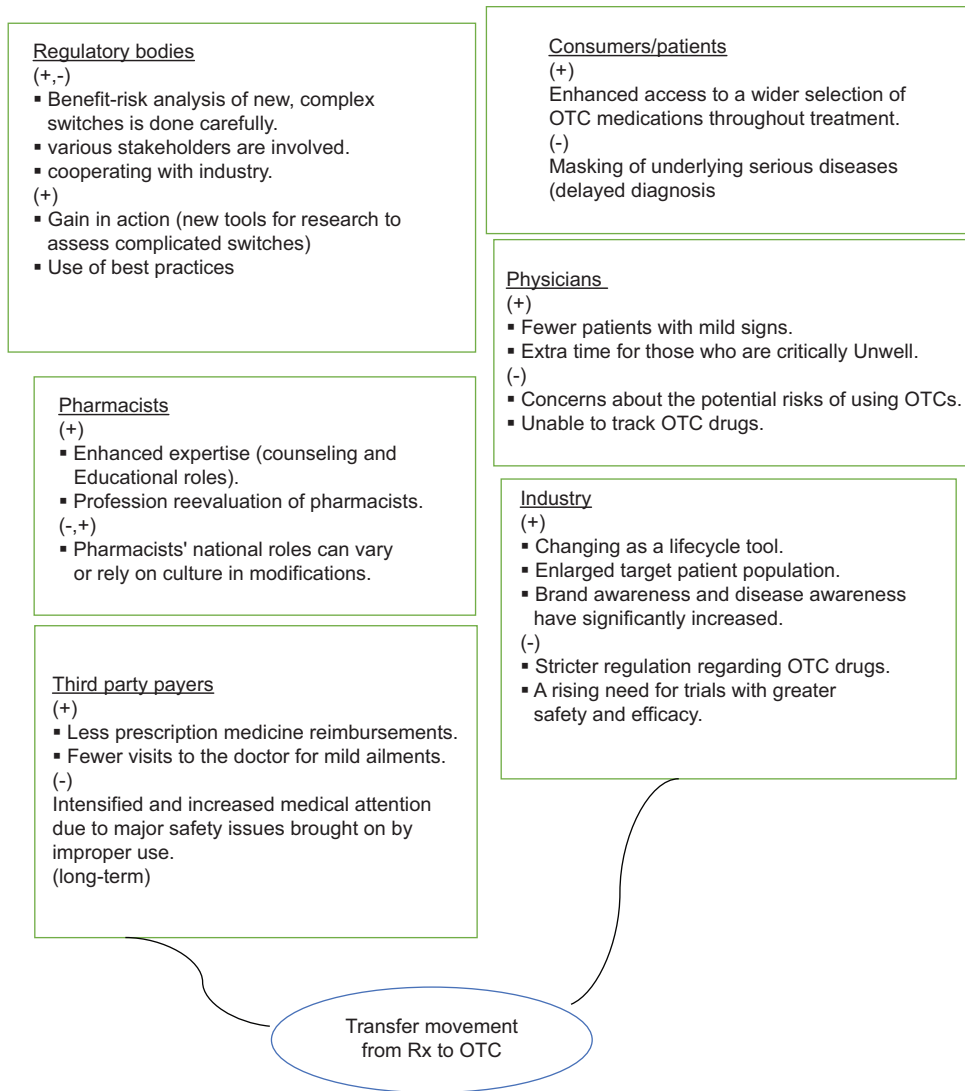 Regulatory bodies
(+,-)
▪ Benefit-risk analysis of new, complex
switches is done carefully.
▪ various stakeholders are involved.
▪ cooperating with industry.
(+)
▪ Gain in action (new tools for research to
assess complicated switches)
▪ Use of best practices
Consumers/patients
(+)
Enhanced access to a wider selection of
OTC medications throughout treatment.
(-)
Masking of underlying serious diseases
(delayed diagnosis
Physicians
(+)
▪ Fewer patients with mild signs.
▪ Extra time for those who are critically Unwell.
(-)
▪ Concerns about the potential risks of using OTCs.
▪ Unable to track OTC drugs.
Pharmacists
(+)
▪ Enhanced expertise (counseling and
Educational roles).
▪ Profession reevaluation of pharmacists.
(-,+)
▪ Pharmacists' national roles can vary
or rely on culture in modifications.
Industry
(+)
▪ Changing as a lifecycle tool.
▪ Enlarged target patient population.
▪ Brand awareness and disease awareness
have significantly increased.
(-)
▪ Stricter regulation regarding OTC drugs.
▪ A rising need for trials with greater
safety and efficacy.
Third party payers
(+)
▪ Less prescription medicine reimbursements.
▪ Fewer visits to the doctor for mild ailments.
(-)
Intensified and increased medical attention
due to major safety issues brought on by
improper use.
(long-term)
Transfer movement
from Rx to OTC